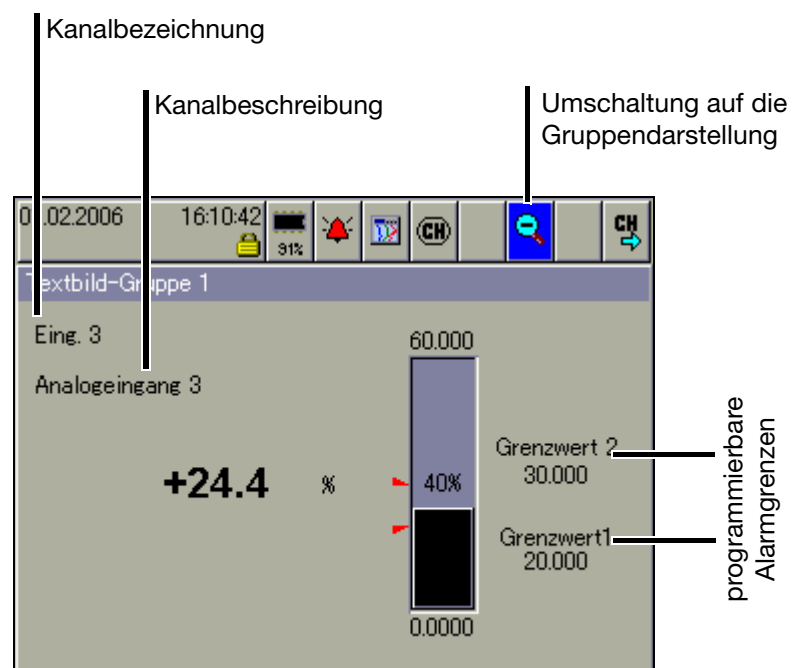 Kanalbezeichnung
Kanalbeschreibung
Umschaltung auf die
Gruppendarstellung
0 .02.2006 16:10:42
91%
CH
CH
Textbild-Gruppe 1
Eing. 3
60.000
Analogeingang 3
Grenzwert 2
+24.4 % 40% 30.000
Grenzwert1
20.000
0.0000
programmierbare
Alarmgrenzen